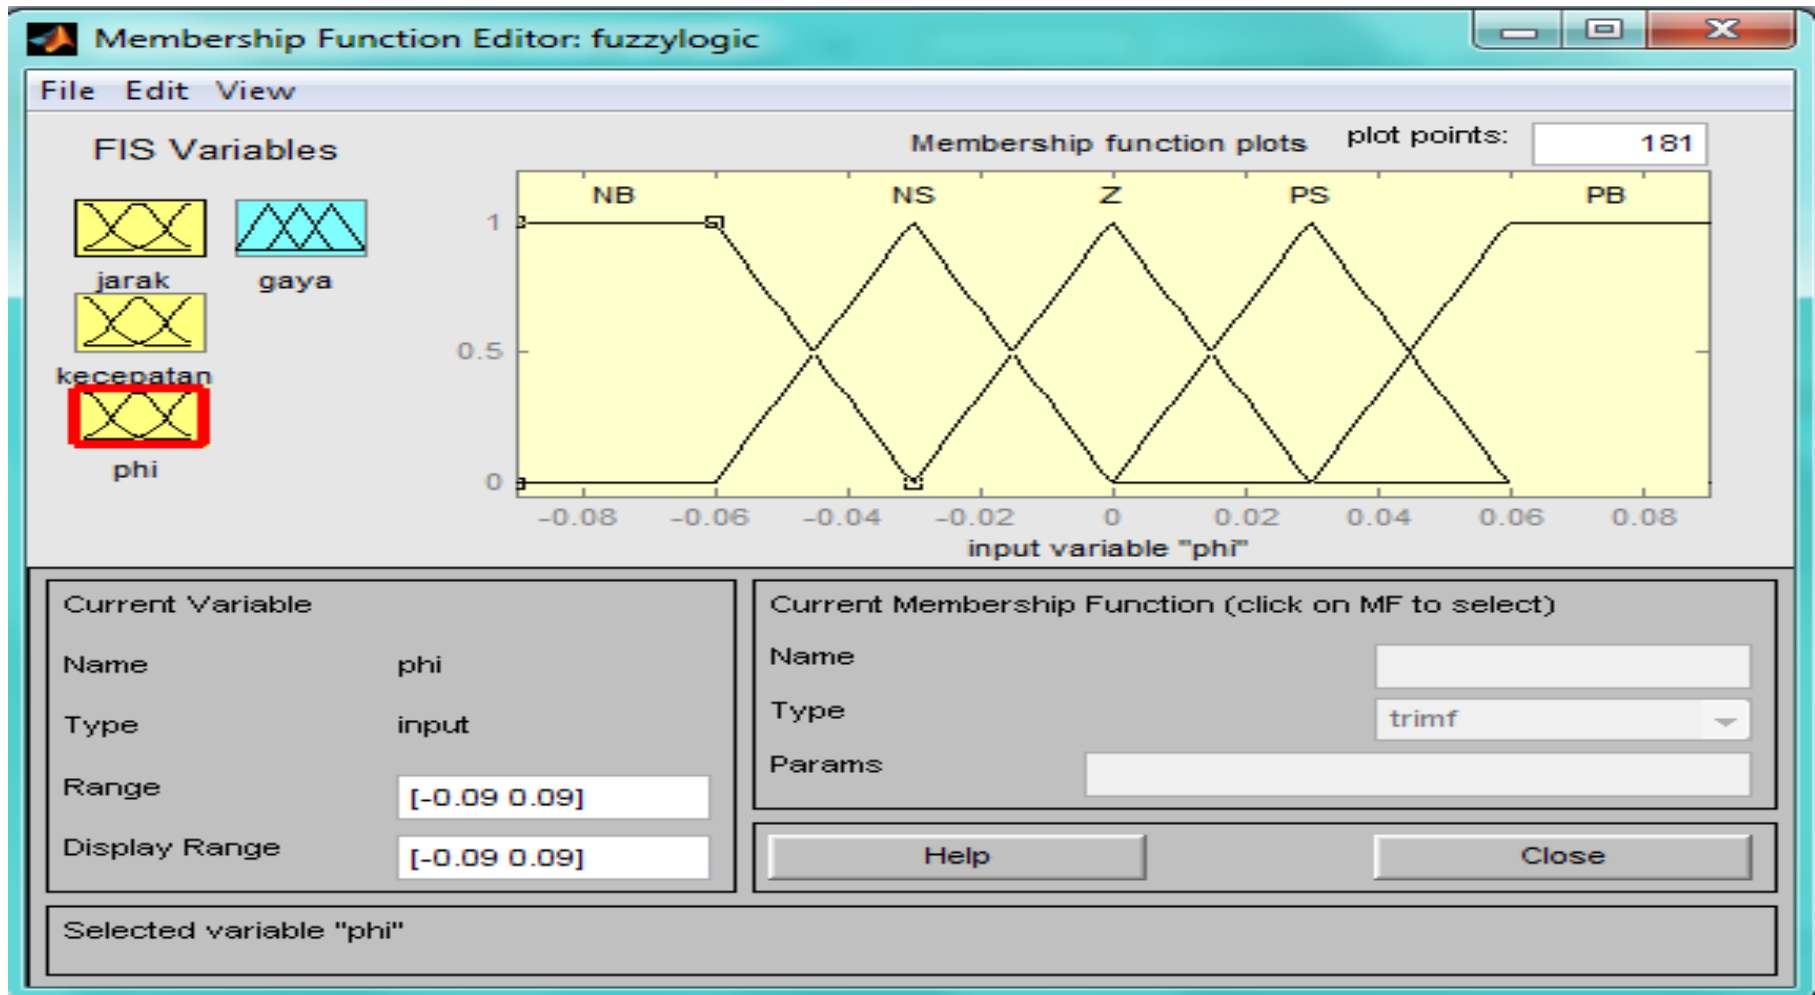 Membership Function Editor: fuzzylogic
File Edit View
FIS Variables
jarak
gaya
kecepatan
phi
Membership function plots
plot points:
181
NB NS Z PS PB
1
0.5
0
-0.08 -0.06 -0.04 -0.02 0 0.02 0.04 0.06 0.08
input variable "phi"
Current Variable
Name phi
Type input
Range [-0.09 0.09]
Display Range [-0.09 0.09]
Current Membership Function (click on MF to select)
Name
Type trimf
Params
Help Close
Selected variable "phi"